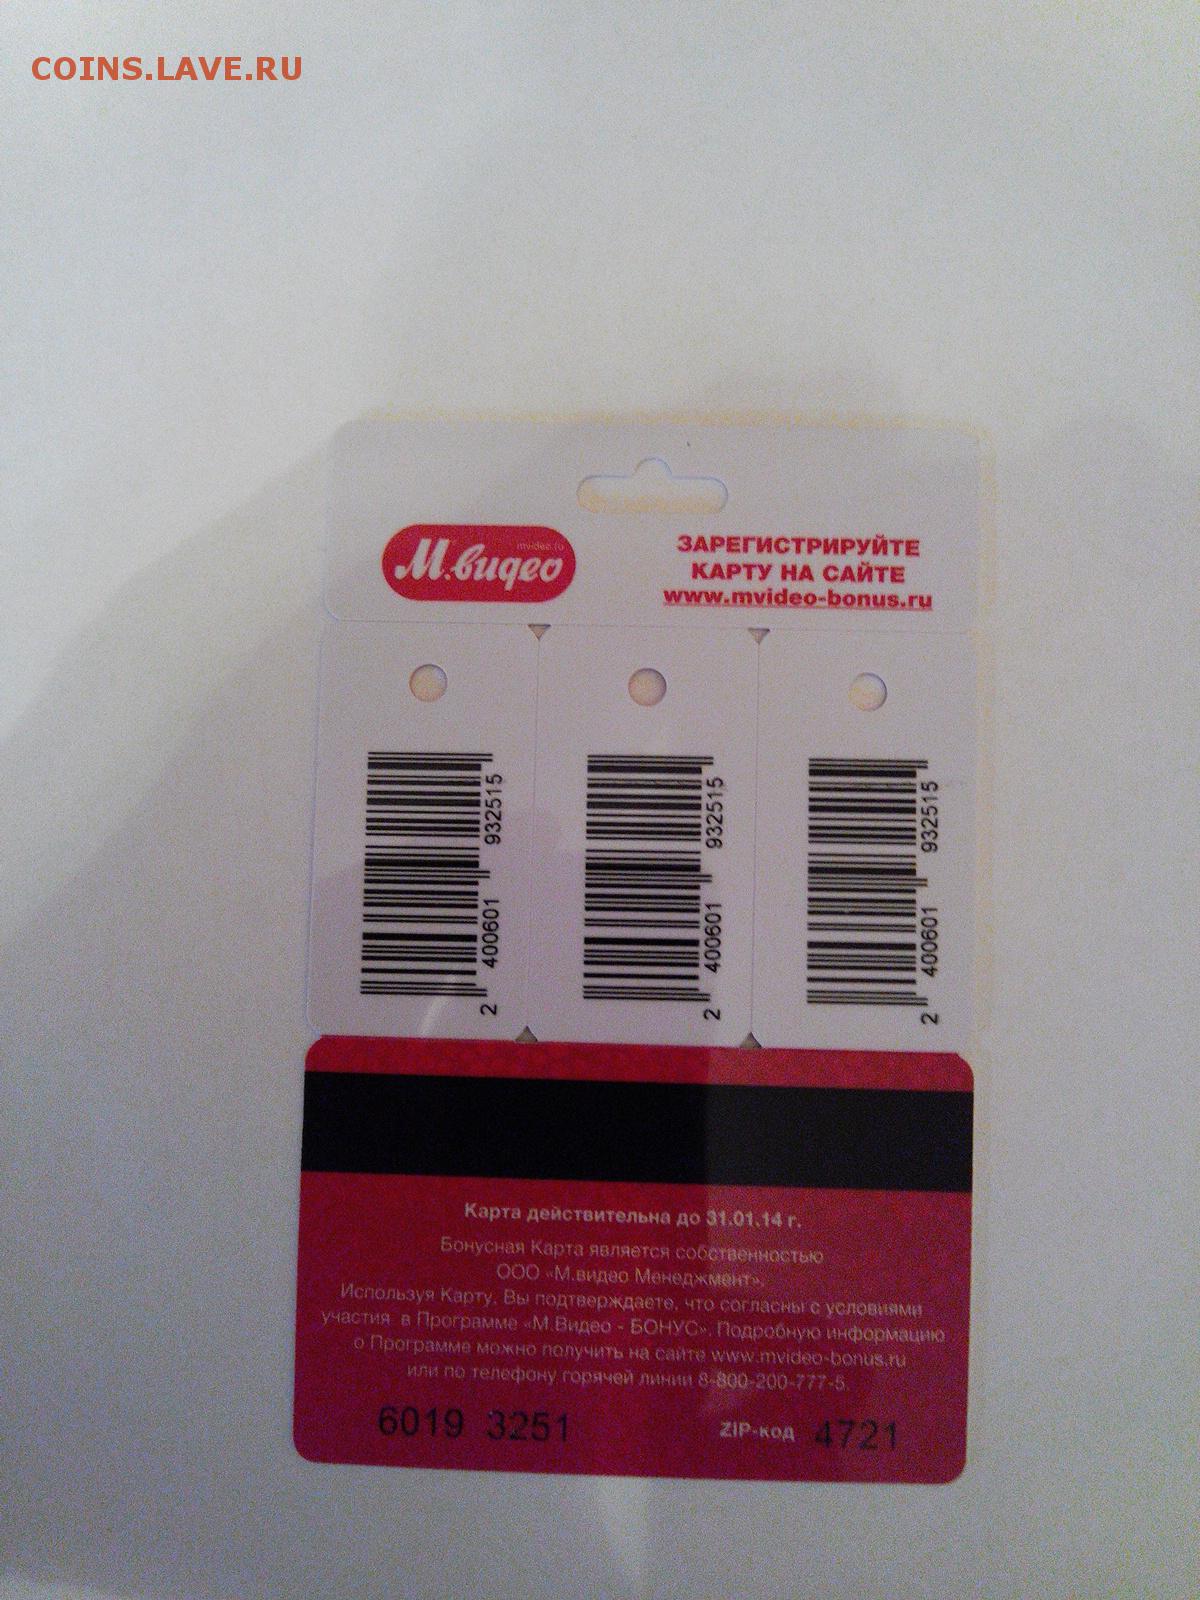 COINS.LAVE.RU
mvideo.ru
М.видео
ЗАРЕГИСТРИРУЙТЕ
КАРТУ НА САЙТЕ
www.mvideo-bonus.ru
2 400601 932515
2 400601 932515
2 400601 932515
Карта действительна до 31.01.14 г.
Бонусная Карта является собственностью
ООО «М.видео Менеджмент».
Используя Карту, Вы подтверждаете, что согласны с условиями
участия в Программе «М.Видео - БОНУС». Подробную информацию
о Программе можно получить на сайте www.mvideo-bonus.ru
или по телефону горячей линии 8-800-200-777-5.
6019 3251 ZIP-код 4721